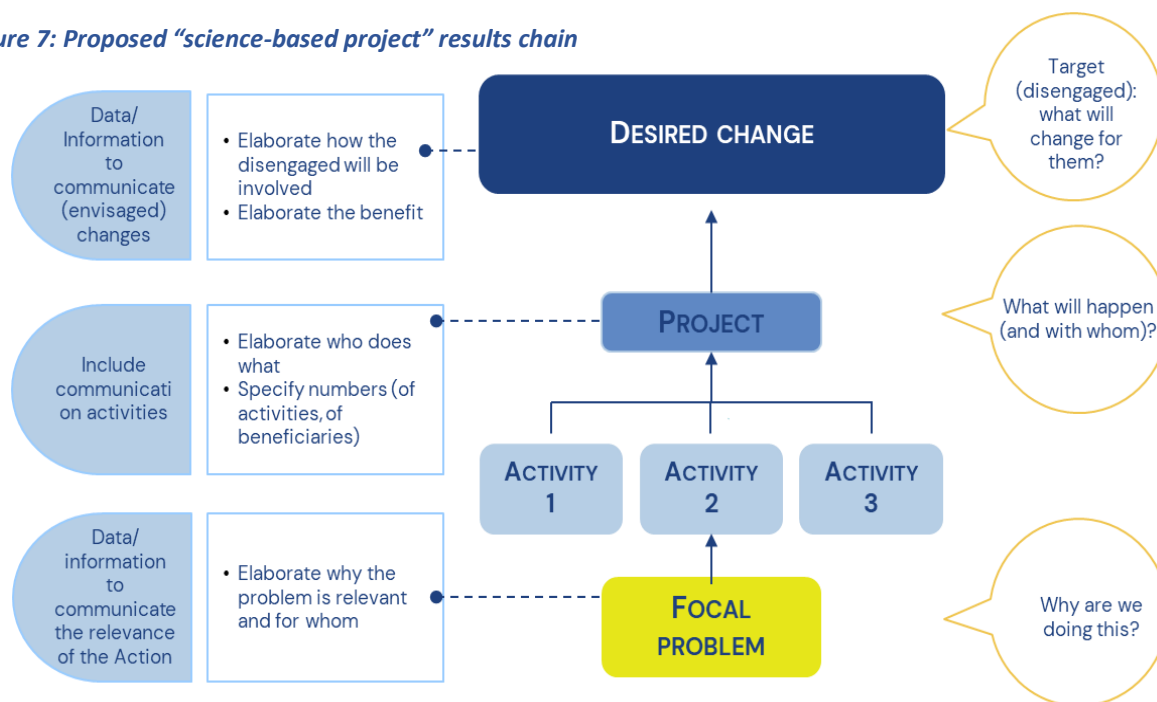 ure 7: Proposed “science-based project” results chain
Data/
Information
to
communicate
(envisaged)
changes
• Elaborate how the
disengaged will be
involved
• Elaborate the benefit
DESIRED CHANGE
Target
(disengaged):
what will
change for
them?
Include
communicati
on activities
• Elaborate who does
what
• Specify numbers (of
activities, of
beneficiaries)
PROJECT
What will happen
(and with whom)?
ACTIVITY
1
ACTIVITY
2
ACTIVITY
3
Data/
information
to
communicate
the relevance
of the Action
• Elaborate why the
problem is relevant
and for whom
FOCAL
PROBLEM
Why are we
doing this?